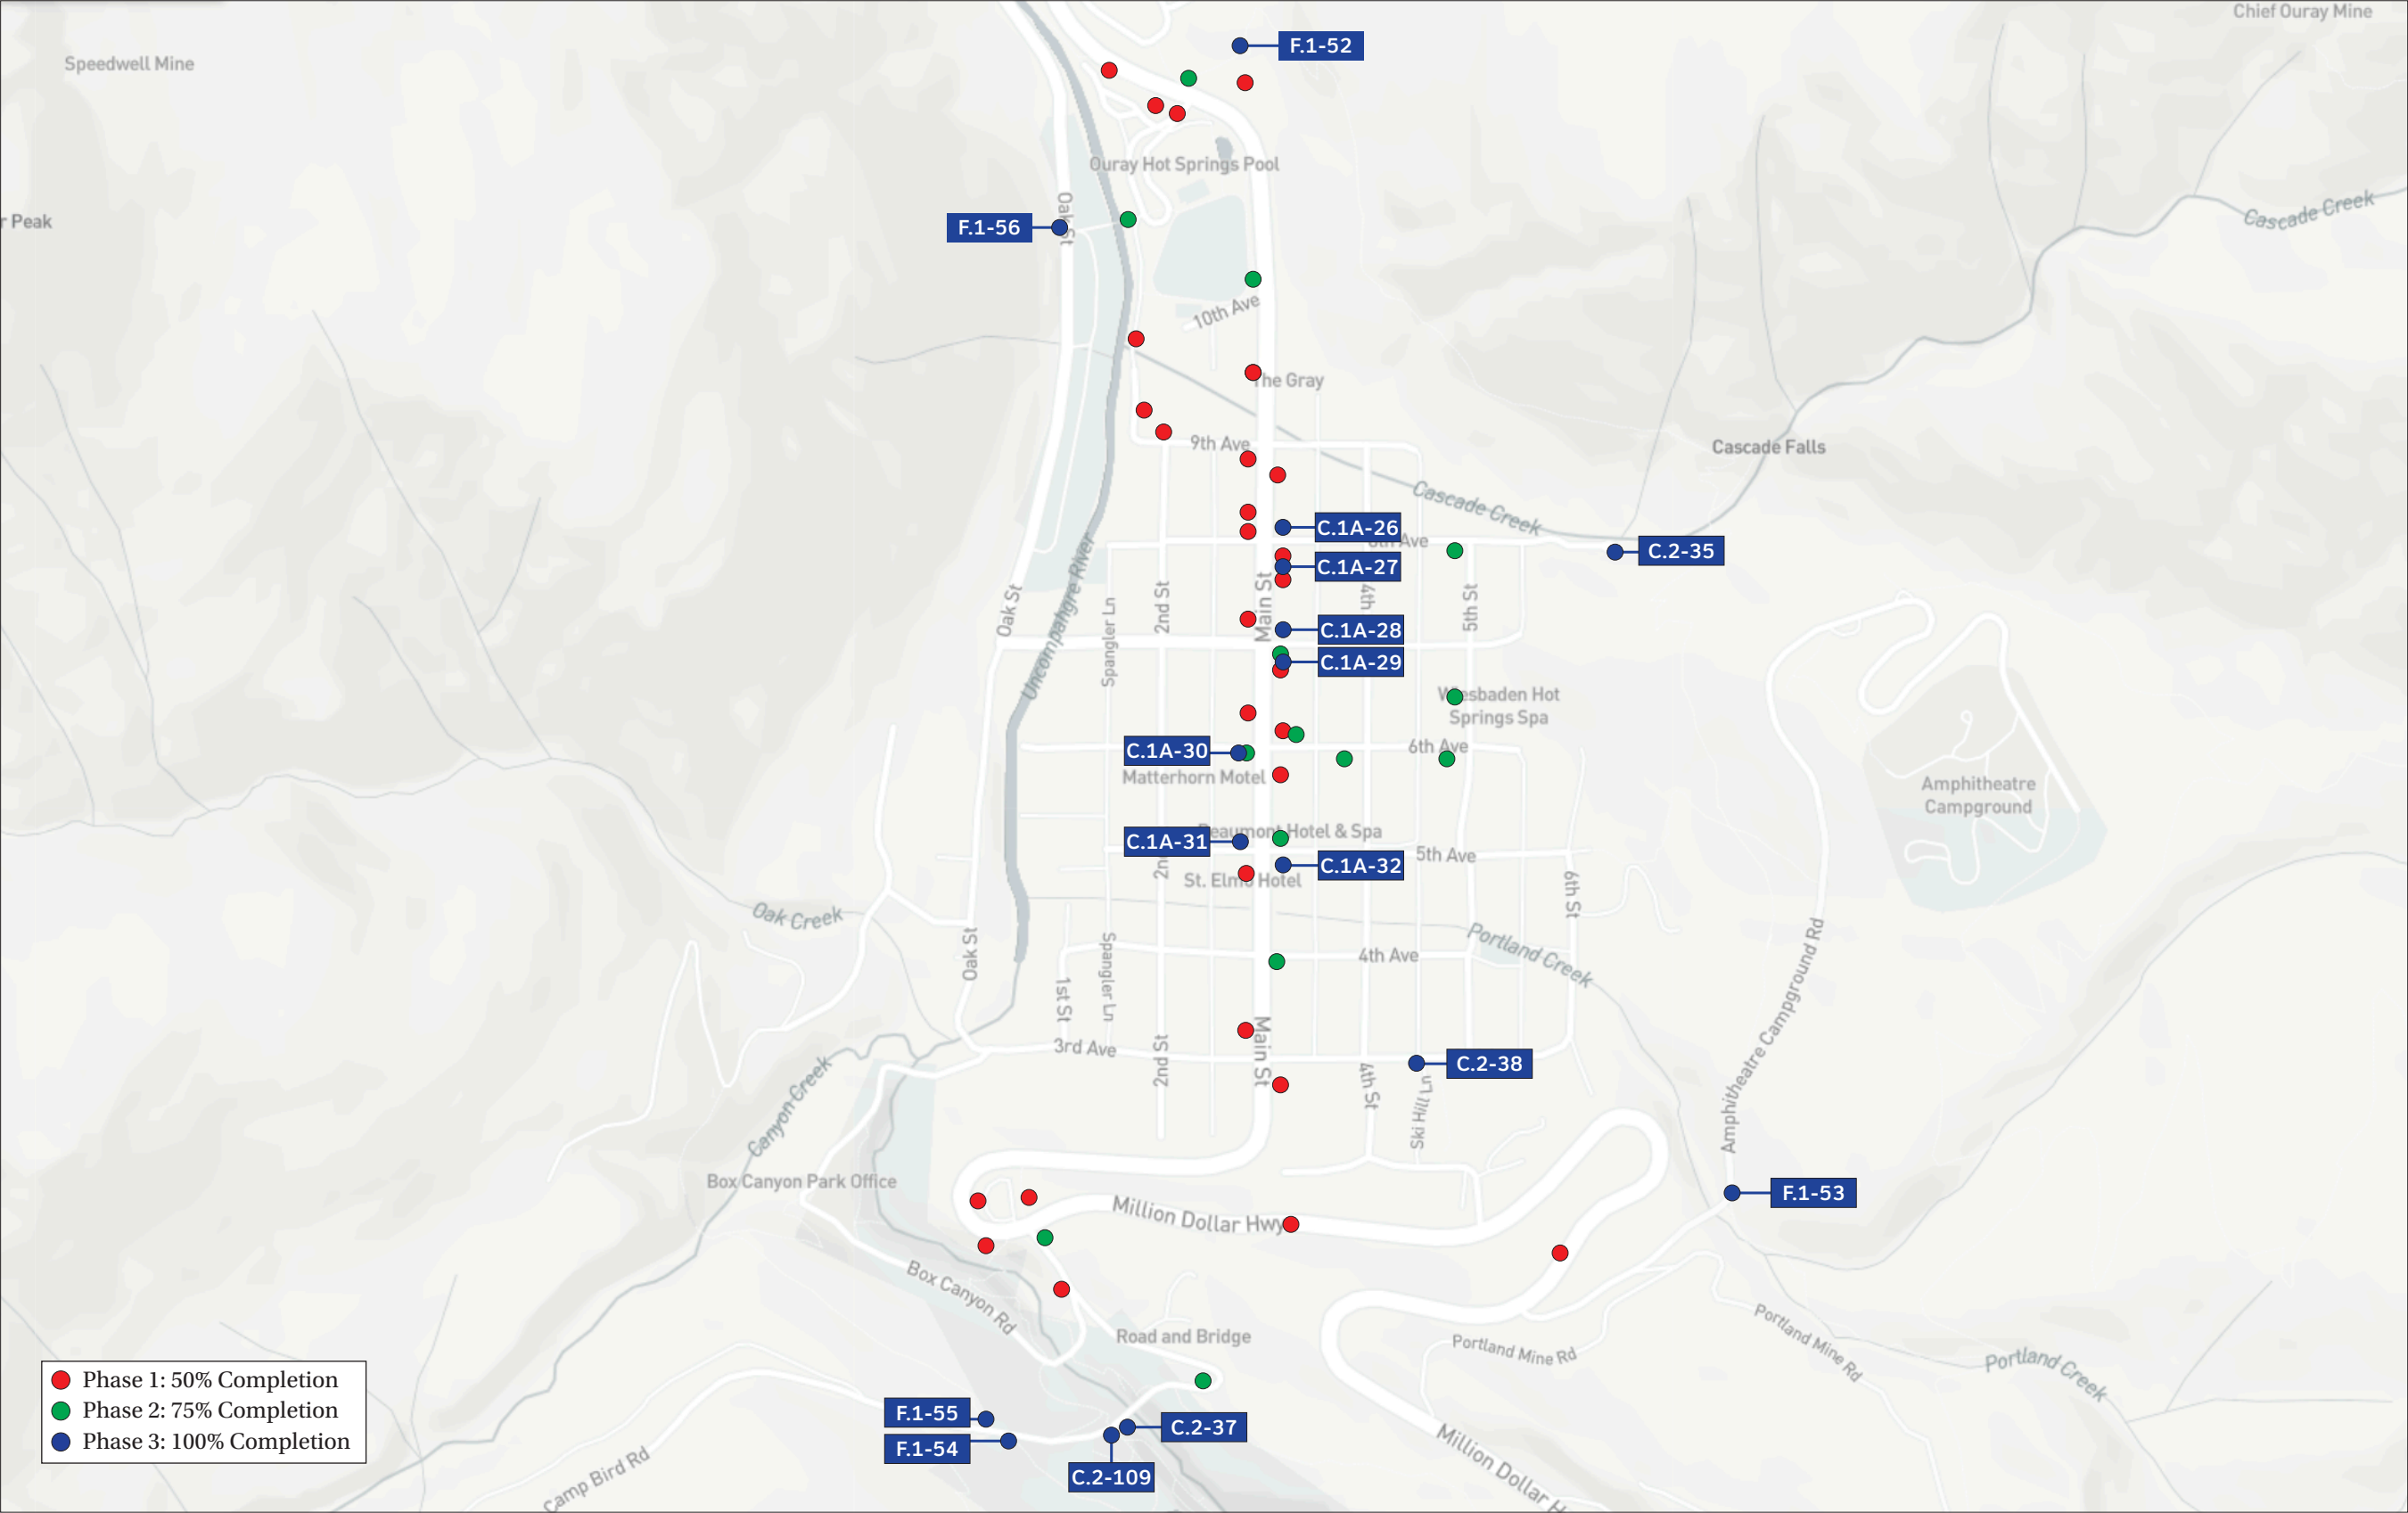 Chief Ouray Mine
F.1-52
Speedwell Mine
Ouray Hot Springs Pool
Oak St
r Peak
F.1-56
Cascade Creek
10th Ave
The Gray
9th Ave
Cascade Falls
Cascade Creek
C.1A-26
8th Ave
C.2-35
C.1A-27
Oak St
Uncompahgre River
Spangler Ln
2nd St
Main St
4th
5th St
C.1A-28
C.1A-29
Wiesbaden Hot
Springs Spa
C.1A-30
6th Ave
Matterhorn Motel
Amphitheatre
Campground
Beaumont Hotel & Spa
C.1A-31
5th Ave
C.1A-32
2nd
St. Elmo Hotel
6th St
Oak Creek
Oak St
Spangler Ln
1st St
4th Ave
Portland Creek
Amphitheatre Campground Rd
3rd Ave
2nd St
Main St
4th St
C.2-38
Ski Hill Ln
Canyon Creek
Box Canyon Park Office
F.1-53
Million Dollar Hwy
Box Canyon Rd
Road and Bridge
Portland Mine Rd
Portland Mine Rd
Portland Creek
Phase 1: 50% Completion
Phase 2: 75% Completion
Phase 3: 100% Completion
F.1-55
F.1-54
C.2-37
C.2-109
Camp Bird Rd
Million Dollar H